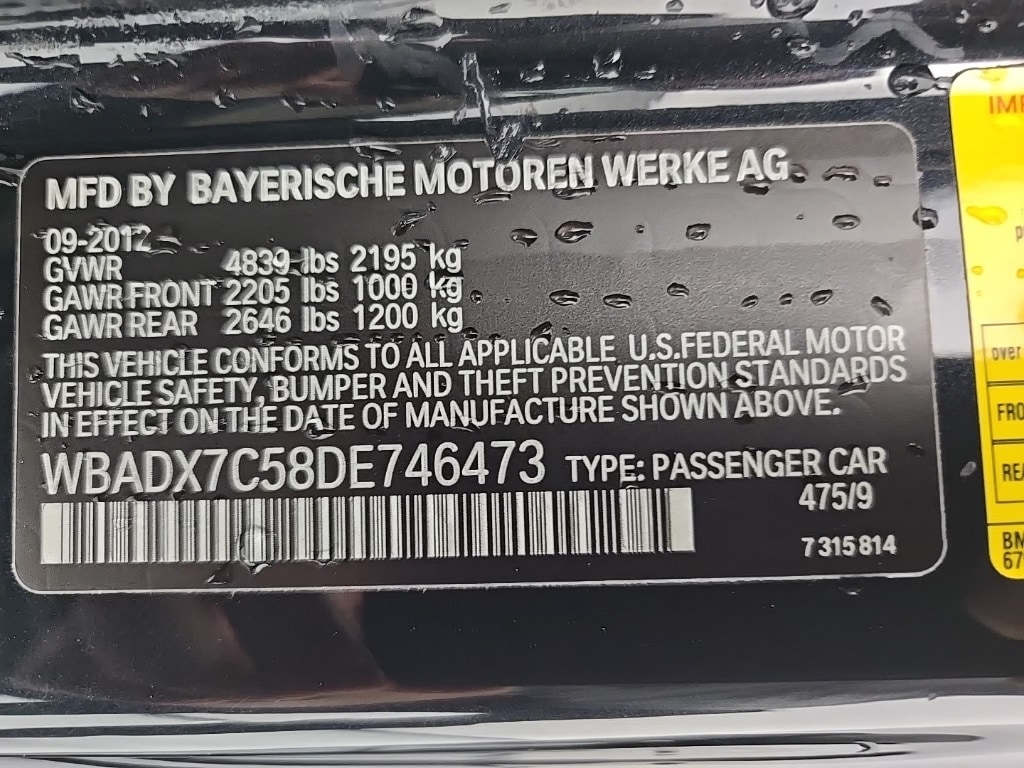 MFD BY BAYERISCHE MOTOREN WERKE AG
09-2012
GVWR 4839 lbs 2195 kg
GAWR FRONT 2205 lbs 1000 kg
GAWR REAR 2646 lbs 1200 kg
THIS VEHICLE CONFORMS TO ALL APPLICABLE U.S.FEDERAL MOTOR
VEHICLE SAFETY, BUMPER AND THEFT PREVENTION STANDARDS
IN EFFECT ON THE DATE OF MANUFACTURE SHOWN ABOVE.
WBADX7C58DE746473 TYPE: PASSENGER CAR
475/9
7 315 814
over